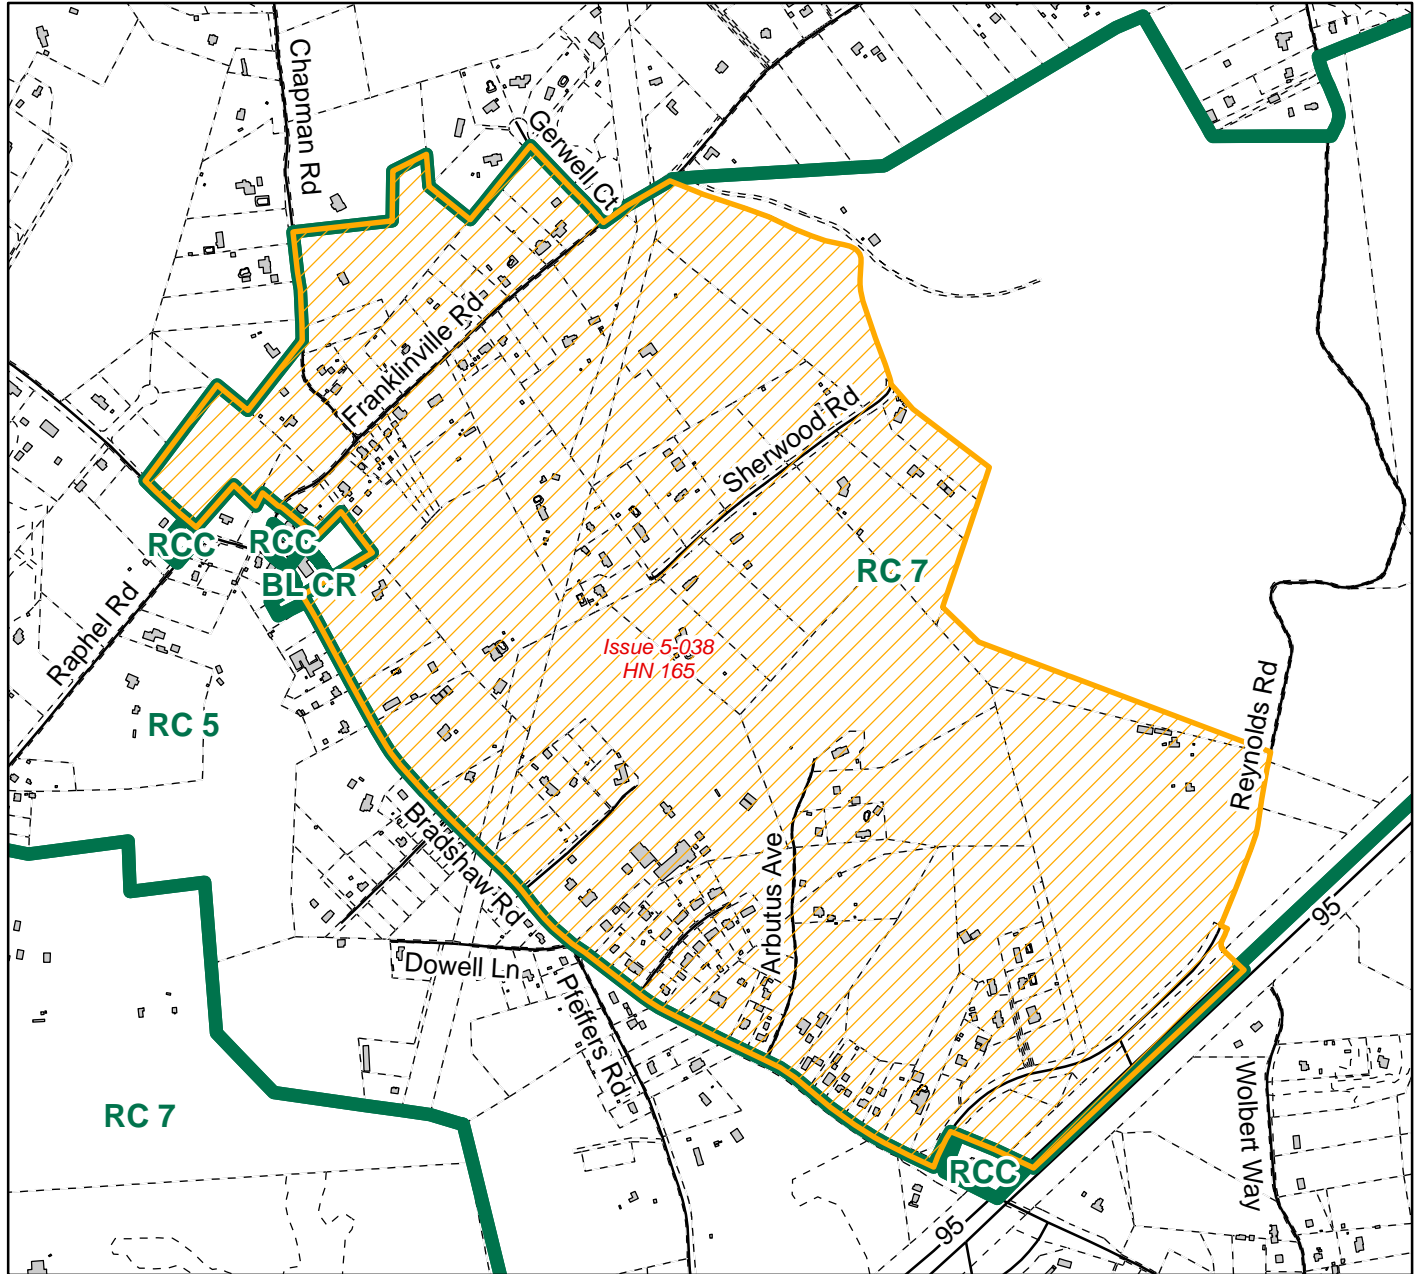 Chapman Rd
Gerwell Ct
Franklinville Rd
Sherwood Rd
RCC
RCC
BL CR
RC 7
Raphel Rd
Issue 5-038
HN 165
RC 5
Reynolds Rd
Bradshaw Rd
Arbutus Ave
95
Dowell Ln
Pfeffers Rd
RC 7
Wolbert Way
RCC
95